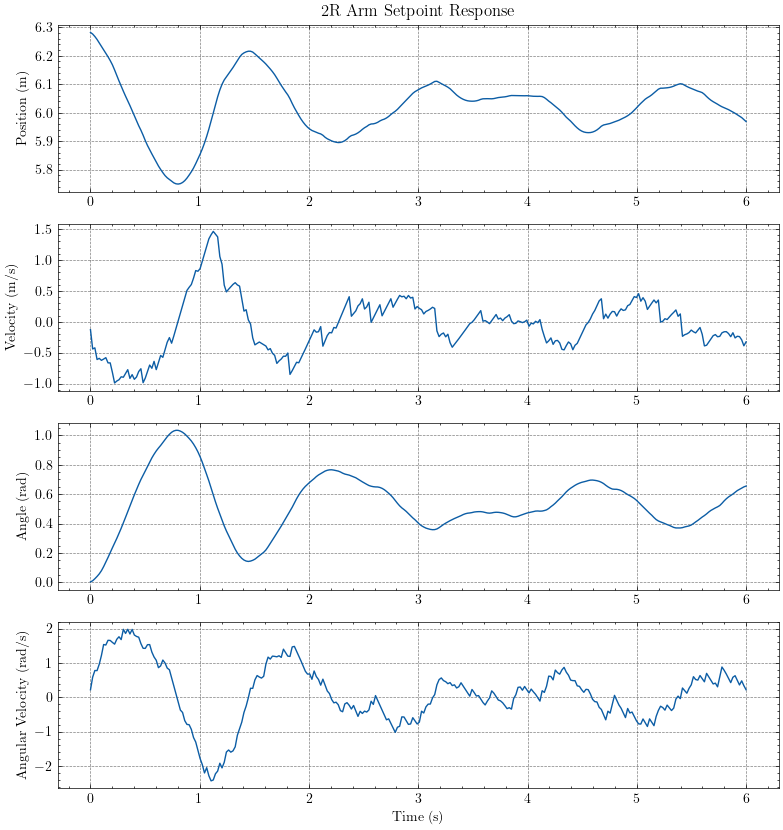 2R Arm Setpoint Response
Position (m)
6.3
6.2
6.1
6.0
5.9
5.8
0 1 2 3 4 5 6
Velocity (m/s)
1.5
1.0
0.5
0.0
−0.5
−1.0
0 1 2 3 4 5 6
Angle (rad)
1.0
0.8
0.6
0.4
0.2
0.0
0 1 2 3 4 5 6
Angular Velocity (rad/s)
2
1
0
−1
−2
0 1 2 3 4 5 6
Time (s)